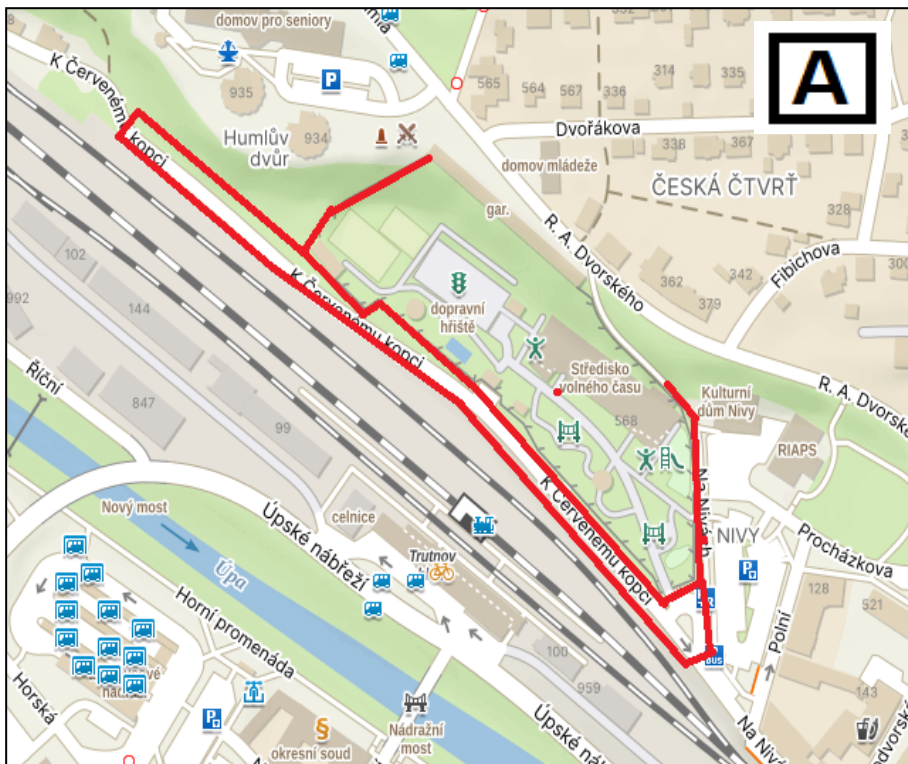 domov pro seniory
A
K Červeném
kopci
935
934
Humlův
dvůr
P
565
564
567
336
314
335
Dvořákova
338
367
domov mládeže
ČESKÁ ČTVRŤ
gar.
328
R. A. Dvorského
Fibichova
300
362
342
379
102
992
144
K Červenému kopci
dopravní
hřiště
Středisko
volného času
568
Kulturní
dům Nivy
R. A. Dvorské
RIAPS
Říční
847
99
Na Nivách
NIVY
P
Procházkova
K Červenému kopci
celnice
Nový most
Úpské nábřeží
Trutnov
Úpa
Horní promenáda
128
521
Polní
BUS
100
959
143
Horská
P
Nádražní
most
§
okresní soud
Úpské náb
Na Nivá